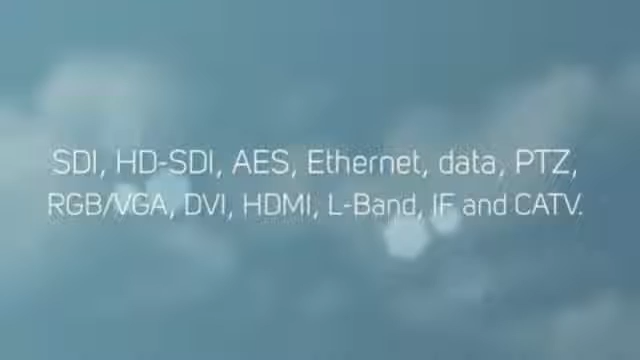 SDI, HD-SDI, AES, Ethernet, data, PTZ,
RGB/VGA, DVI, HDMI, L-Band, IF and CATV.